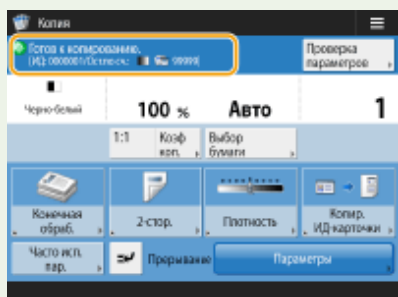 Копия
Готов к копированию.
(ИД: 0000001/Остаток: 99999)
Проверка
параметров
Черно-белый
100 %
Авто
1
1:1
Коэф
коп.
Выбор
бумаги
Конечная
обраб.
2-стор.
Плотность
Копир.
ИД-карточки
Часто исп.
пар.
Прерывание
Параметры